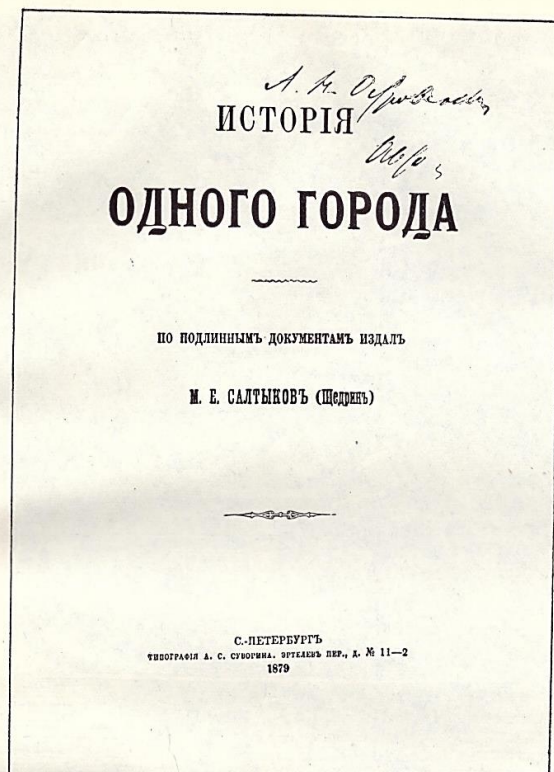 А. Н. Островскому
ИСТОРІЯ
ОДНОГО ГОРОДА
ПО ПОДЛИННЫМЪ ДОКУМЕНТАМЪ ИЗДАЛЪ
М. Е. САЛТЫКОВЪ (Щедринъ)
С.-ПЕТЕРБУРГЪ
ТИПОГРАФІЯ А. С. СУВОРИНА. ЭРТЕЛЕВЪ ПЕР., Д. № 11—2
1879